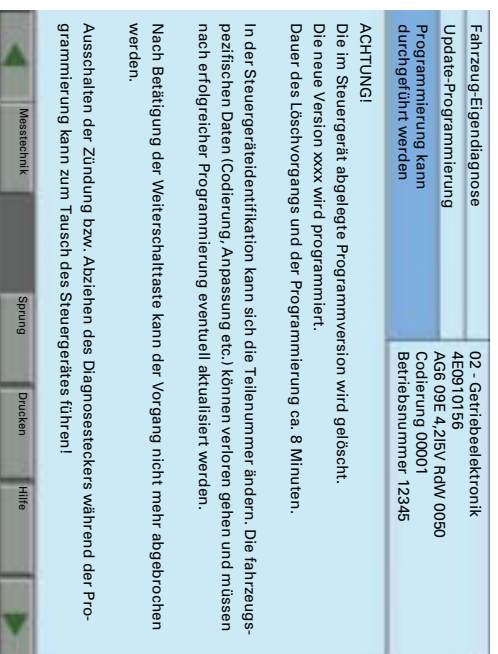 Fahrzeug-Eigendiagnose
Update-Programmierung
Programmierung kann
durchgeführt werden
02 - Getriebeelektronik
4E0910156
AG6 09E 4,2l5V RdW 0050
Codierung 00001
Betriebsnummer 12345
ACHTUNG!
Die im Steuergerät abgelegte Programmversion wird gelöscht.
Die neue Version xxxx wird programmiert.
Dauer des Löschvorgangs und der Programmierung ca. 8 Minuten.
In der Steuergeräteidentifikation kann sich die Teilenummer ändern. Die fahrzeugs-
pezifischen Daten (Codierung, Anpassung etc.) können verloren gehen und müssen
nach erfolgreicher Programmierung eventuell aktualisiert werden.
Nach Betätigung der Weiterschalttaste kann der Vorgang nicht mehr abgebrochen
werden.
Ausschalten der Zündung bzw. Abziehen des Diagnosesteckers während der Pro-
grammierung kann zum Tausch des Steuergerätes führen!
Messtechnik
Sprung
Drucken
Hilfe